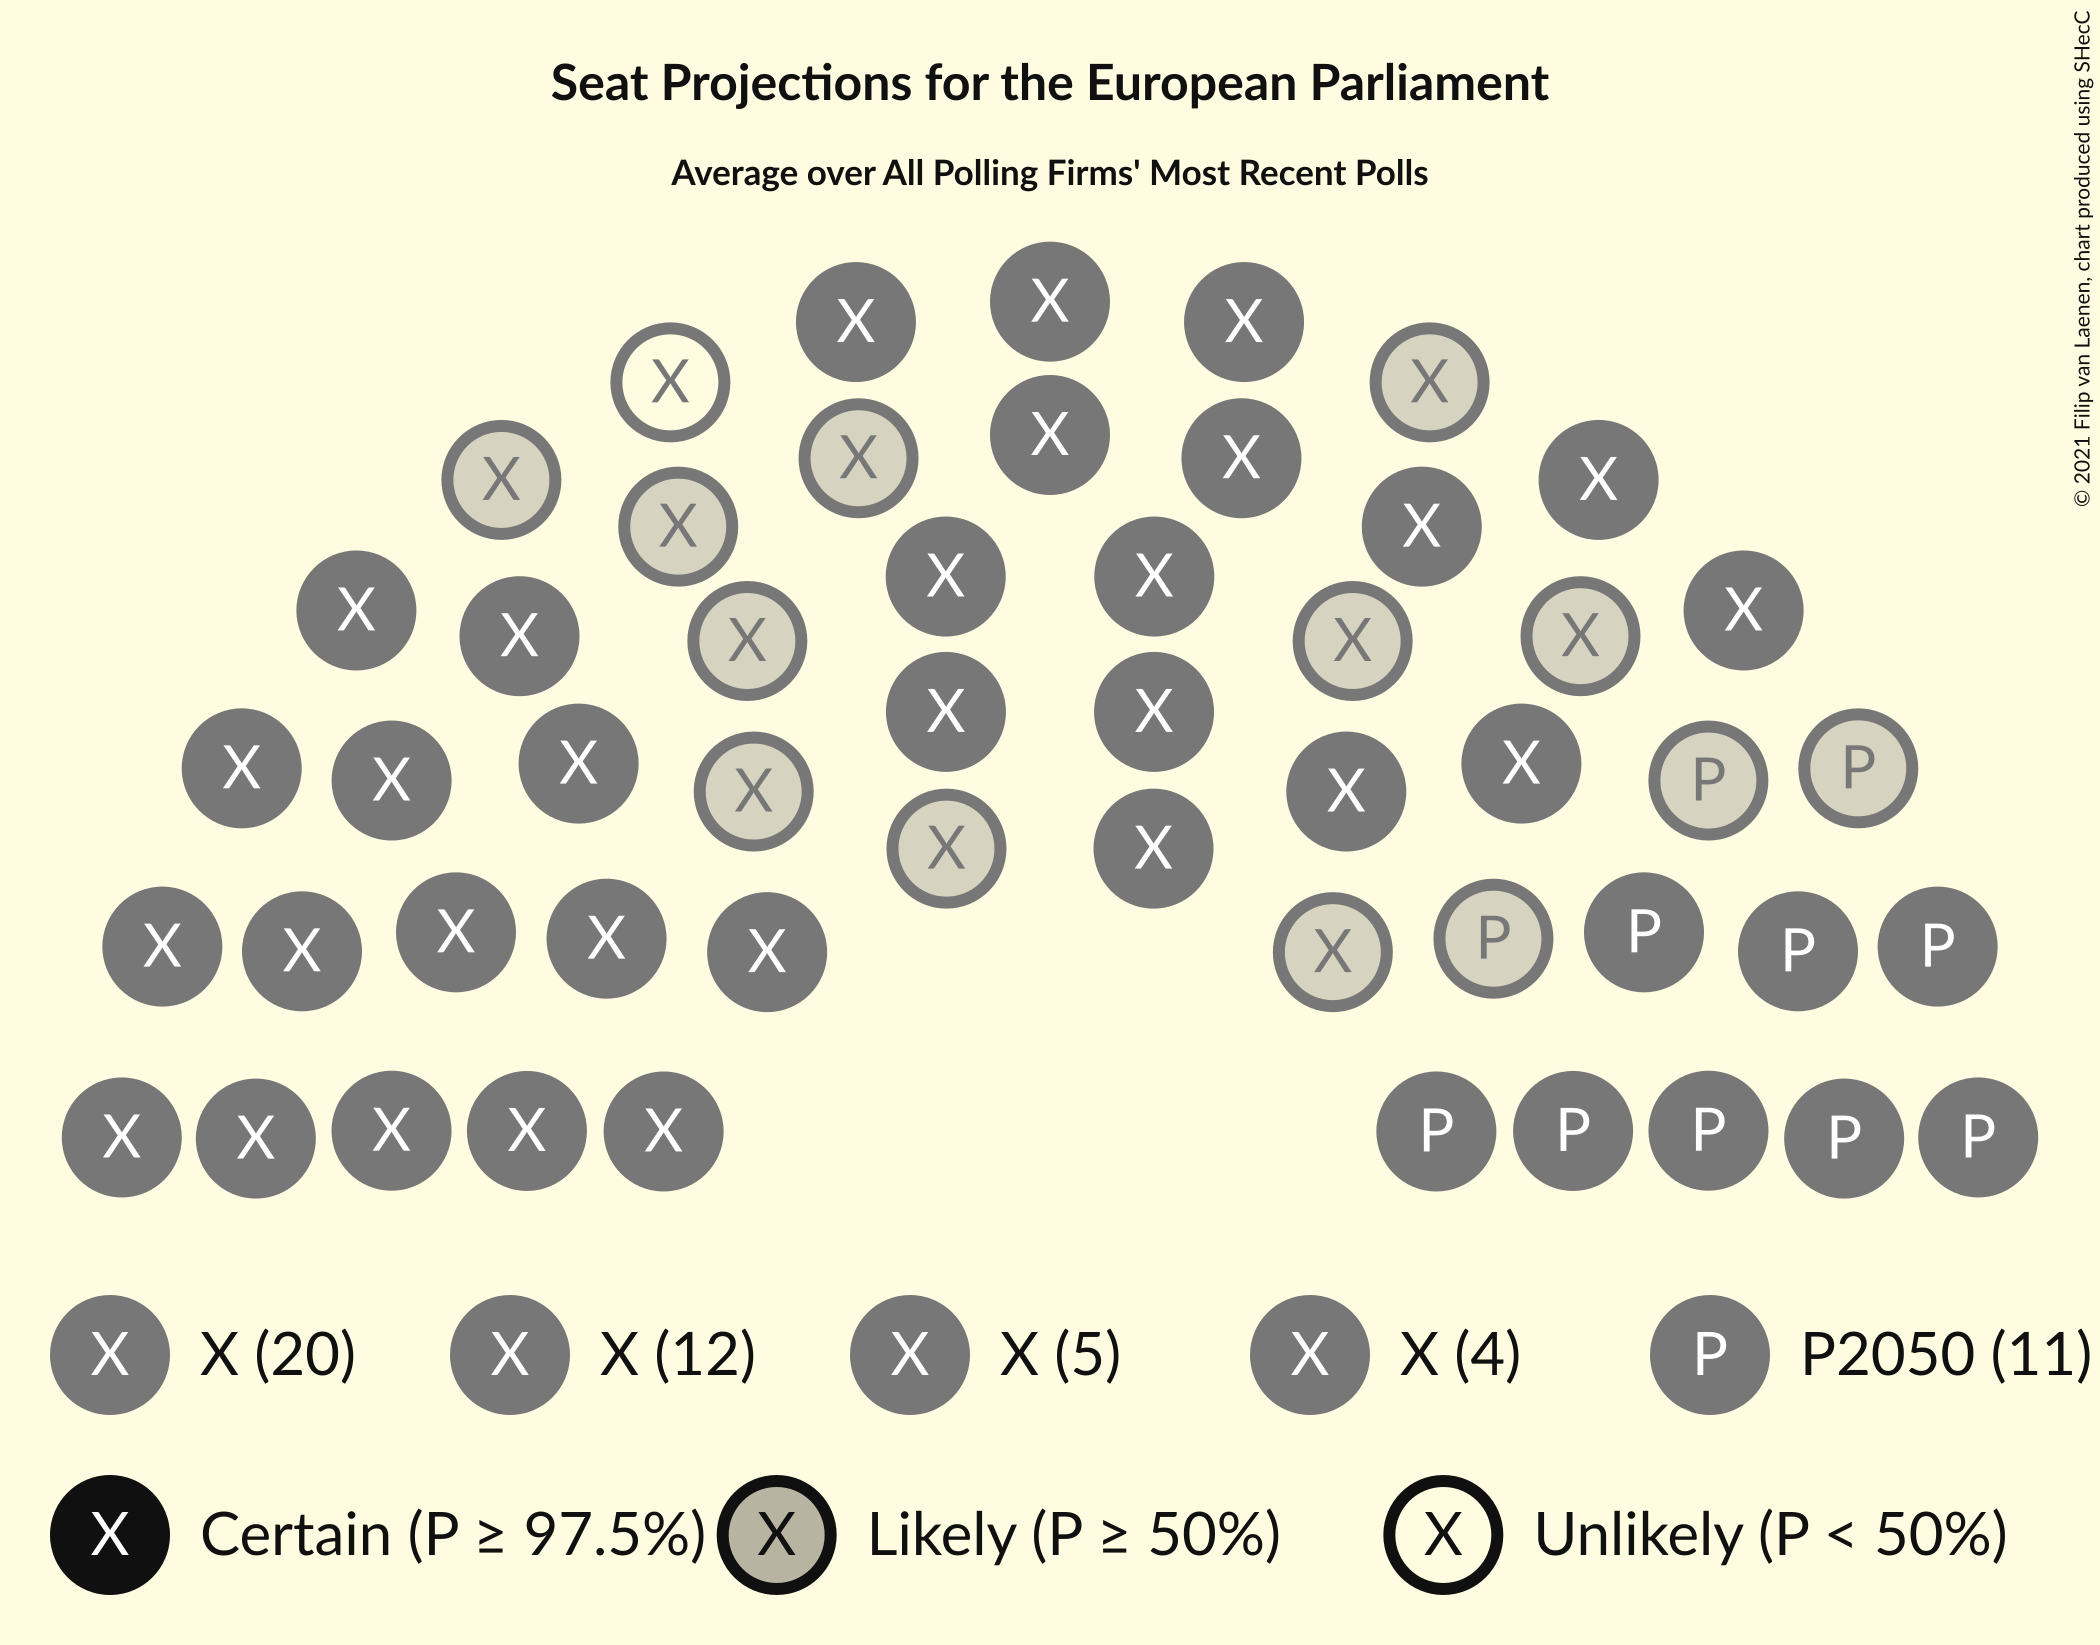 Seat Projections for the European Parliament
Average over All Polling Firms' Most Recent Polls
© 2021 Filip van Laenen, chart produced using SHecC
X X X
X X
X X X
X X
X X
X X
X X X X X X
X X
X X X X X X P P
X X
X X X X X X P P P P
X X X X X P P P P P
X X (20) X X (12) X X (5) X X (4) P P2050 (11)
X Certain (P ≥ 97.5%) X Likely (P ≥ 50%) X Unlikely (P < 50%)